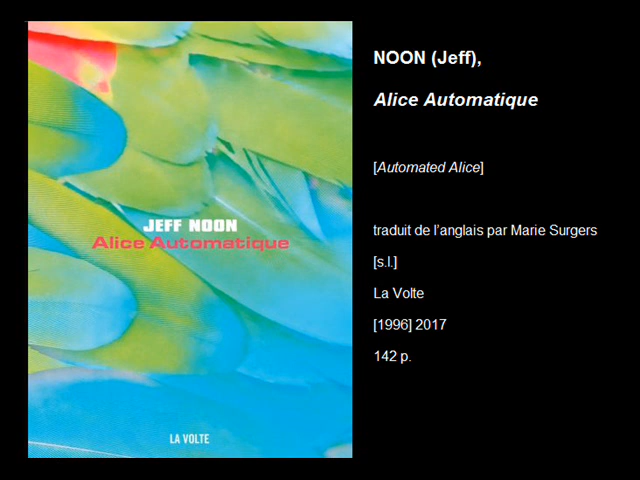 JEFF NOON
Alice Automatique
LA VOLTE
NOON (Jeff),
Alice Automatique
[Automated Alice]
traduit de l'anglais par Marie Surgers
[s.l.]
La Volte
[1996] 2017
142 p.